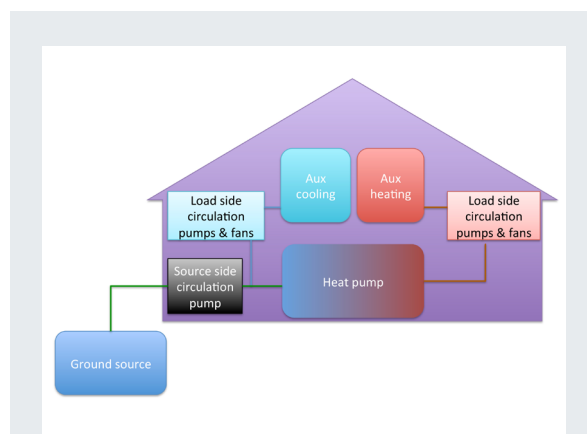 Aux
cooling
Aux
heating
Load side
circulation
pumps & fans
Load side
circulation
pumps & fans
Source side
circulation
pump
Heat pump
Ground source